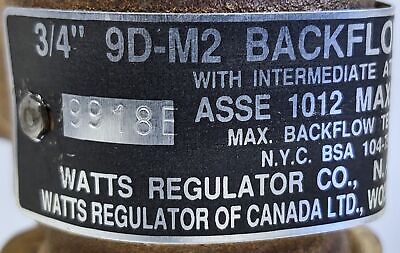 3/4" 9D-M2 BACKFLO
WITH INTERMEDIATE A
9918E
ASSE 1012 MAX
MAX. BACKFLOW TE
N.Y.C. BSA 104-
WATTS REGULATOR CO., N.
WATTS REGULATOR OF CANADA LTD., WO